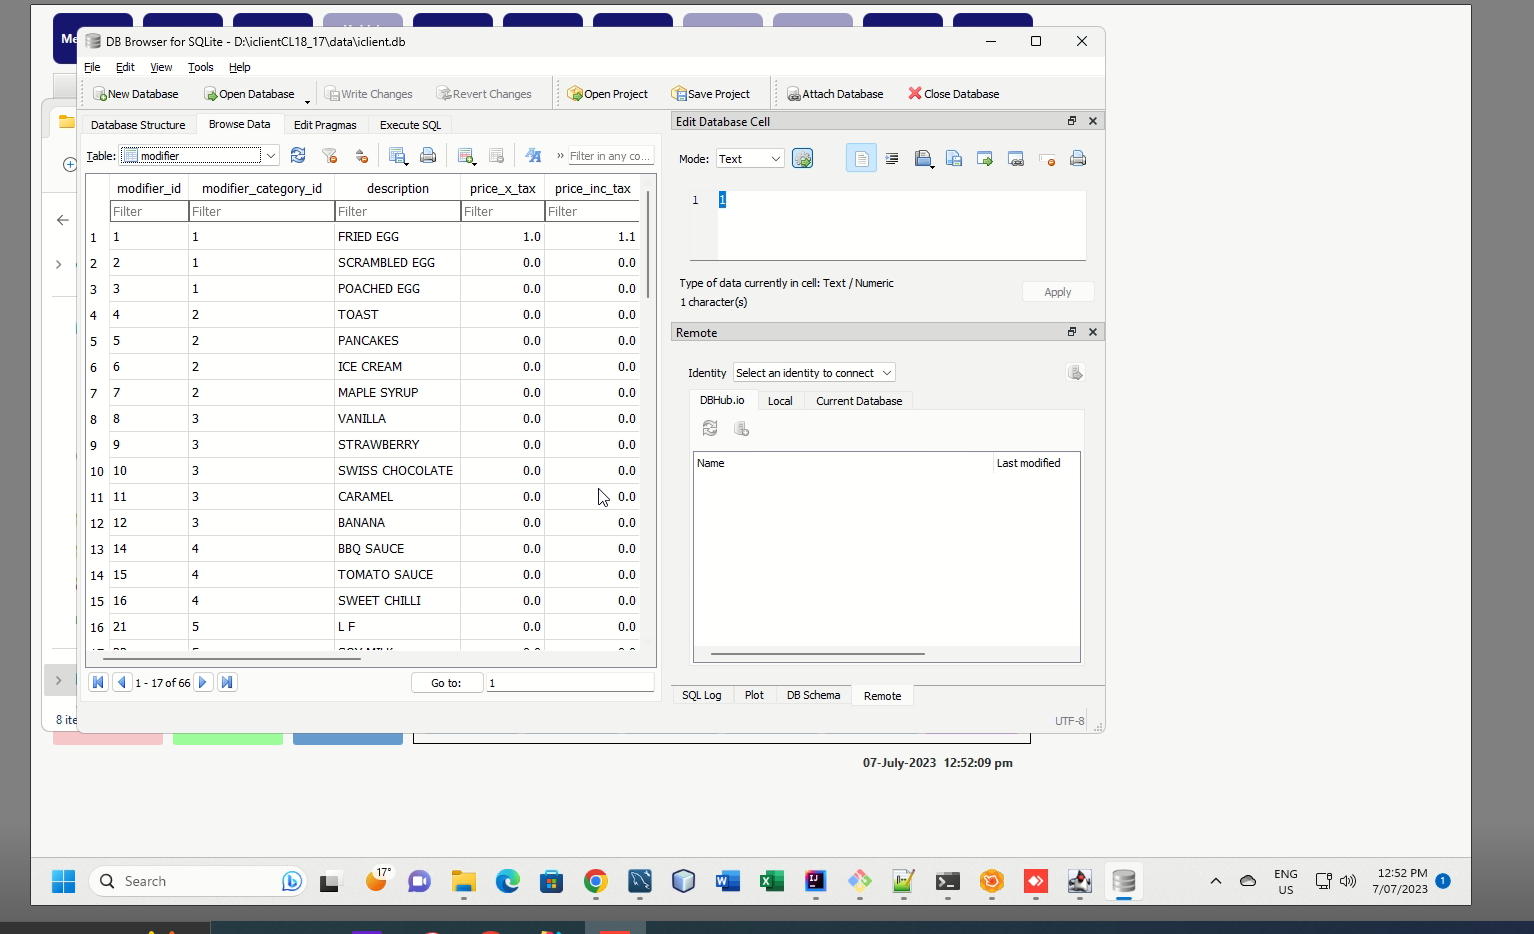 Me
DB Browser for SQLite - D:\iclientCL18_17\data\iclient.db
File Edit View Tools Help
New Database Open Database Write Changes Revert Changes Open Project Save Project Attach Database Close Database
Database Structure Browse Data Edit Pragmas Execute SQL
Table: modifier » Filter in any co...
modifier_id modifier_category_id description price_x_tax price_inc_tax
Filter Filter Filter Filter Filter
1 1 1 FRIED EGG 1.0 1.1
2 2 1 SCRAMBLED EGG 0.0 0.0
3 3 1 POACHED EGG 0.0 0.0
4 4 2 TOAST 0.0 0.0
5 5 2 PANCAKES 0.0 0.0
6 6 2 ICE CREAM 0.0 0.0
7 7 2 MAPLE SYRUP 0.0 0.0
8 8 3 VANILLA 0.0 0.0
9 9 3 STRAWBERRY 0.0 0.0
10 10 3 SWISS CHOCOLATE 0.0 0.0
11 11 3 CARAMEL 0.0 0.0
12 12 3 BANANA 0.0 0.0
13 14 4 BBQ SAUCE 0.0 0.0
14 15 4 TOMATO SAUCE 0.0 0.0
15 16 4 SWEET CHILLI 0.0 0.0
16 21 5 L F 0.0 0.0
1 - 17 of 66 Go to: 1
8 ite
Edit Database Cell
Mode: Text
1 1
Type of data currently in cell: Text / Numeric
1 character(s)
Apply
Remote
Identity Select an identity to connect
DBHub.io Local Current Database
Name Last modified
SQL Log Plot DB Schema Remote
UTF-8
07-July-2023 12:52:09 pm
Search 17° ENG US 12:52 PM 7/07/2023 1